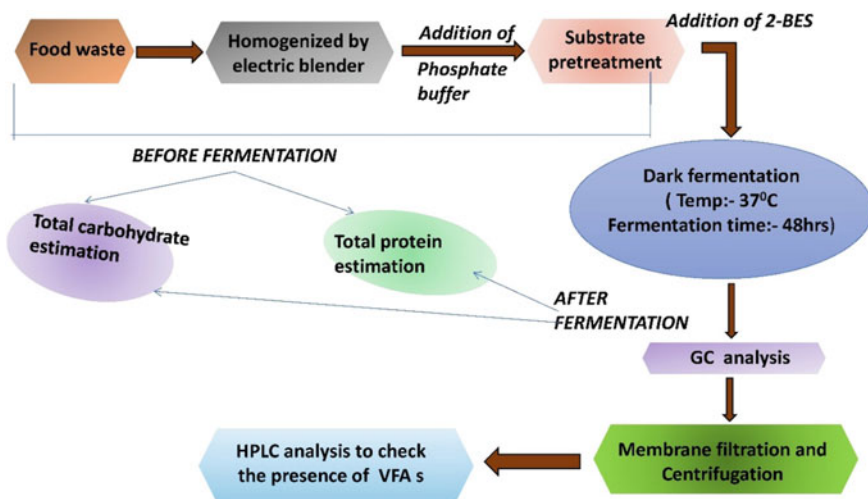 Food waste
Homogenized by
electric blender
Addition of
Phosphate
buffer
Substrate
pretreatment
Addition of 2-BES
BEFORE FERMENTATION
Dark fermentation
( Temp:- 37⁰C
Fermentation time:- 48hrs)
Total carbohydrate
estimation
Total protein
estimation
AFTER
FERMENTATION
GC analysis
Membrane filtration and
Centrifugation
HPLC analysis to check
the presence of VFA s